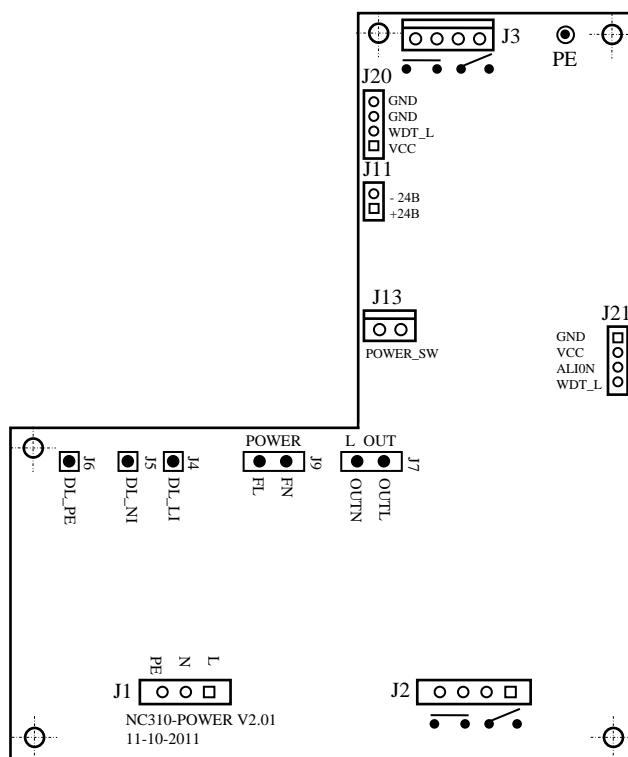 J3
PE
J20
GND
GND
WDT_L
VCC
J11
- 24B
+24B
J13
POWER_SW
J21
GND
VCC
ALI0N
WDT_L
POWER
L OUT
J6
J5
J4
J9
J7
DL_PE
DL_NI
DL_LI
FL
FN
OUTN
OUTL
PE
N
L
J1
J2
NC310-POWER V2.01
11-10-2011